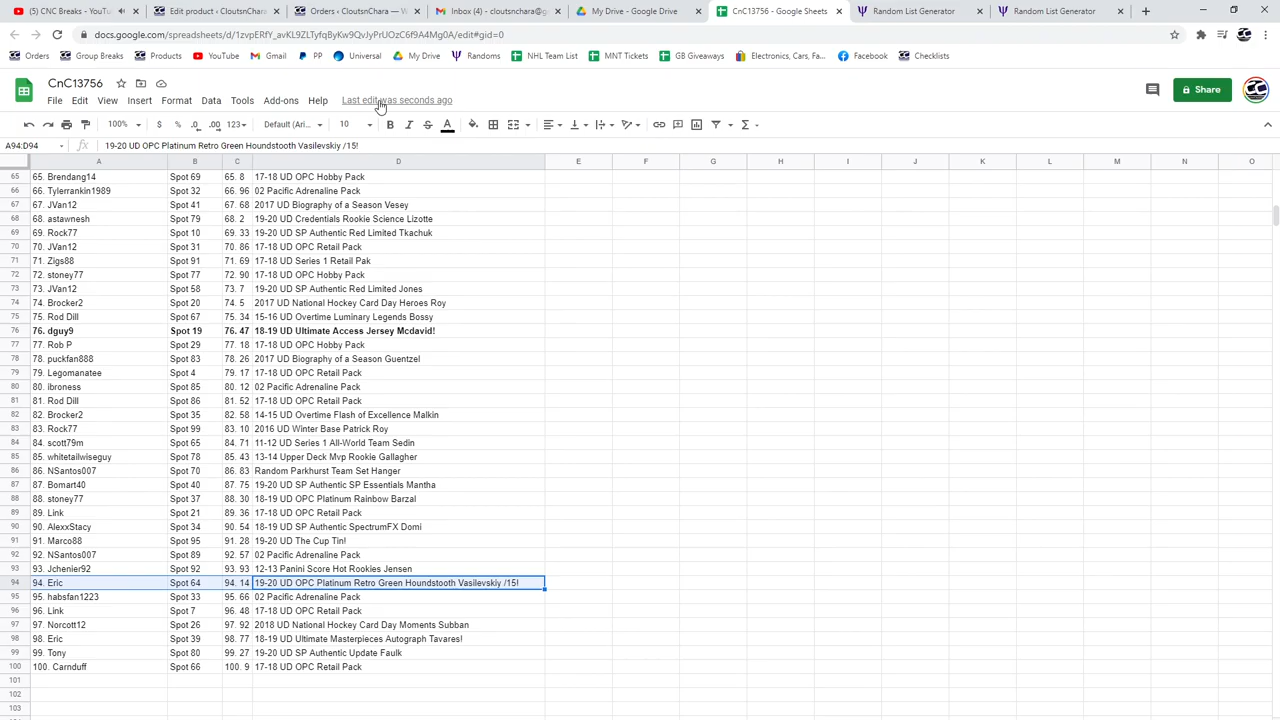 CNC Breaks - YouTube
Edit product ‹ CloutsnChara
Orders ‹ CloutsnChara — W
Inbox (4) - cloutsnchara@g
My Drive - Google Drive
CnC13756 - Google Sheets
Random List Generator
Random List Generator
docs.google.com/spreadsheets/d/1zvpERfY_avKL9ZLTyfqByKw9QvJyPrUOzC6f9A4Mg0A/edit#gid=0
Orders
Group Breaks
Products
YouTube
Gmail
PP
Universal
My Drive
Randoms
NHL Team List
MNT Tickets
GB Giveaways
Electronics, Cars, Fa...
Facebook
Checklists
CnC13756
File Edit View Insert Format Data Tools Add-ons Help Last edit was seconds ago
Share
100% $ % .0 .00 123 Default (Ari... 10 B I S A
A94:D94 fx 19-20 UD OPC Platinum Retro Green Houndstooth Vasilevskiy /15!
A B C D E F G H I J K L M N O
65 65. Brendang14 Spot 69 65. 8 17-18 UD OPC Hobby Pack
66 66. Tylerrankin1989 Spot 32 66. 96 02 Pacific Adrenaline Pack
67 67. JVan12 Spot 41 67. 68 2017 UD Biography of a Season Vesey
68 68. astawnesh Spot 79 68. 2 19-20 UD Credentials Rookie Science Lizotte
69 69. Rock77 Spot 10 69. 33 19-20 UD SP Authentic Red Limited Tkachuk
70 70. JVan12 Spot 31 70. 86 17-18 UD OPC Retail Pack
71 71. Zigs88 Spot 91 71. 69 17-18 UD Series 1 Retail Pak
72 72. stoney77 Spot 77 72. 90 17-18 UD OPC Hobby Pack
73 73. JVan12 Spot 58 73. 7 19-20 UD SP Authentic Red Limited Jones
74 74. Brocker2 Spot 20 74. 5 2017 UD National Hockey Card Day Heroes Roy
75 75. Rod Dill Spot 67 75. 34 15-16 UD Overtime Luminary Legends Bossy
76 76. dguy9 Spot 19 76. 47 18-19 UD Ultimate Access Jersey Mcdavid!
77 77. Rob P Spot 29 77. 18 17-18 UD OPC Hobby Pack
78 78. puckfan888 Spot 83 78. 26 2017 UD Biography of a Season Guentzel
79 79. Legomanatee Spot 4 79. 17 17-18 UD OPC Retail Pack
80 80. ibroness Spot 85 80. 12 02 Pacific Adrenaline Pack
81 81. Rod Dill Spot 86 81. 52 17-18 UD OPC Retail Pack
82 82. Brocker2 Spot 35 82. 58 14-15 UD Overtime Flash of Excellence Malkin
83 83. Rock77 Spot 99 83. 10 2016 UD Winter Base Patrick Roy
84 84. scott79m Spot 65 84. 71 11-12 UD Series 1 All-World Team Sedin
85 85. whitetailwiseguy Spot 78 85. 43 13-14 Upper Deck Mvp Rookie Gallagher
86 86. NSantos007 Spot 70 86. 83 Random Parkhurst Team Set Hanger
87 87. Bomart40 Spot 40 87. 75 19-20 UD SP Authentic SP Essentials Mantha
88 88. stoney77 Spot 37 88. 30 18-19 UD OPC Platinum Rainbow Barzal
89 89. Link Spot 21 89. 36 17-18 UD OPC Retail Pack
90 90. AlexxStacy Spot 34 90. 54 18-19 UD SP Authentic SpectrumFX Domi
91 91. Marco88 Spot 95 91. 28 19-20 UD The Cup Tin!
92 92. NSantos007 Spot 89 92. 57 02 Pacific Adrenaline Pack
93 93. Jchenier92 Spot 92 93. 93 12-13 Panini Score Hot Rookies Jensen
94 94. Eric Spot 64 94. 14 19-20 UD OPC Platinum Retro Green Houndstooth Vasilevskiy /15!
95 95. habsfan1223 Spot 33 95. 66 02 Pacific Adrenaline Pack
96 96. Link Spot 7 96. 48 17-18 UD OPC Retail Pack
97 97. Norcott12 Spot 26 97. 92 2018 UD National Hockey Card Day Moments Subban
98 98. Eric Spot 39 98. 77 18-19 UD Ultimate Masterpieces Autograph Tavares!
99 99. Tony Spot 80 99. 27 19-20 UD SP Authentic Update Faulk
100 100. Carnduff Spot 66 100. 9 17-18 UD OPC Retail Pack
101
102
103